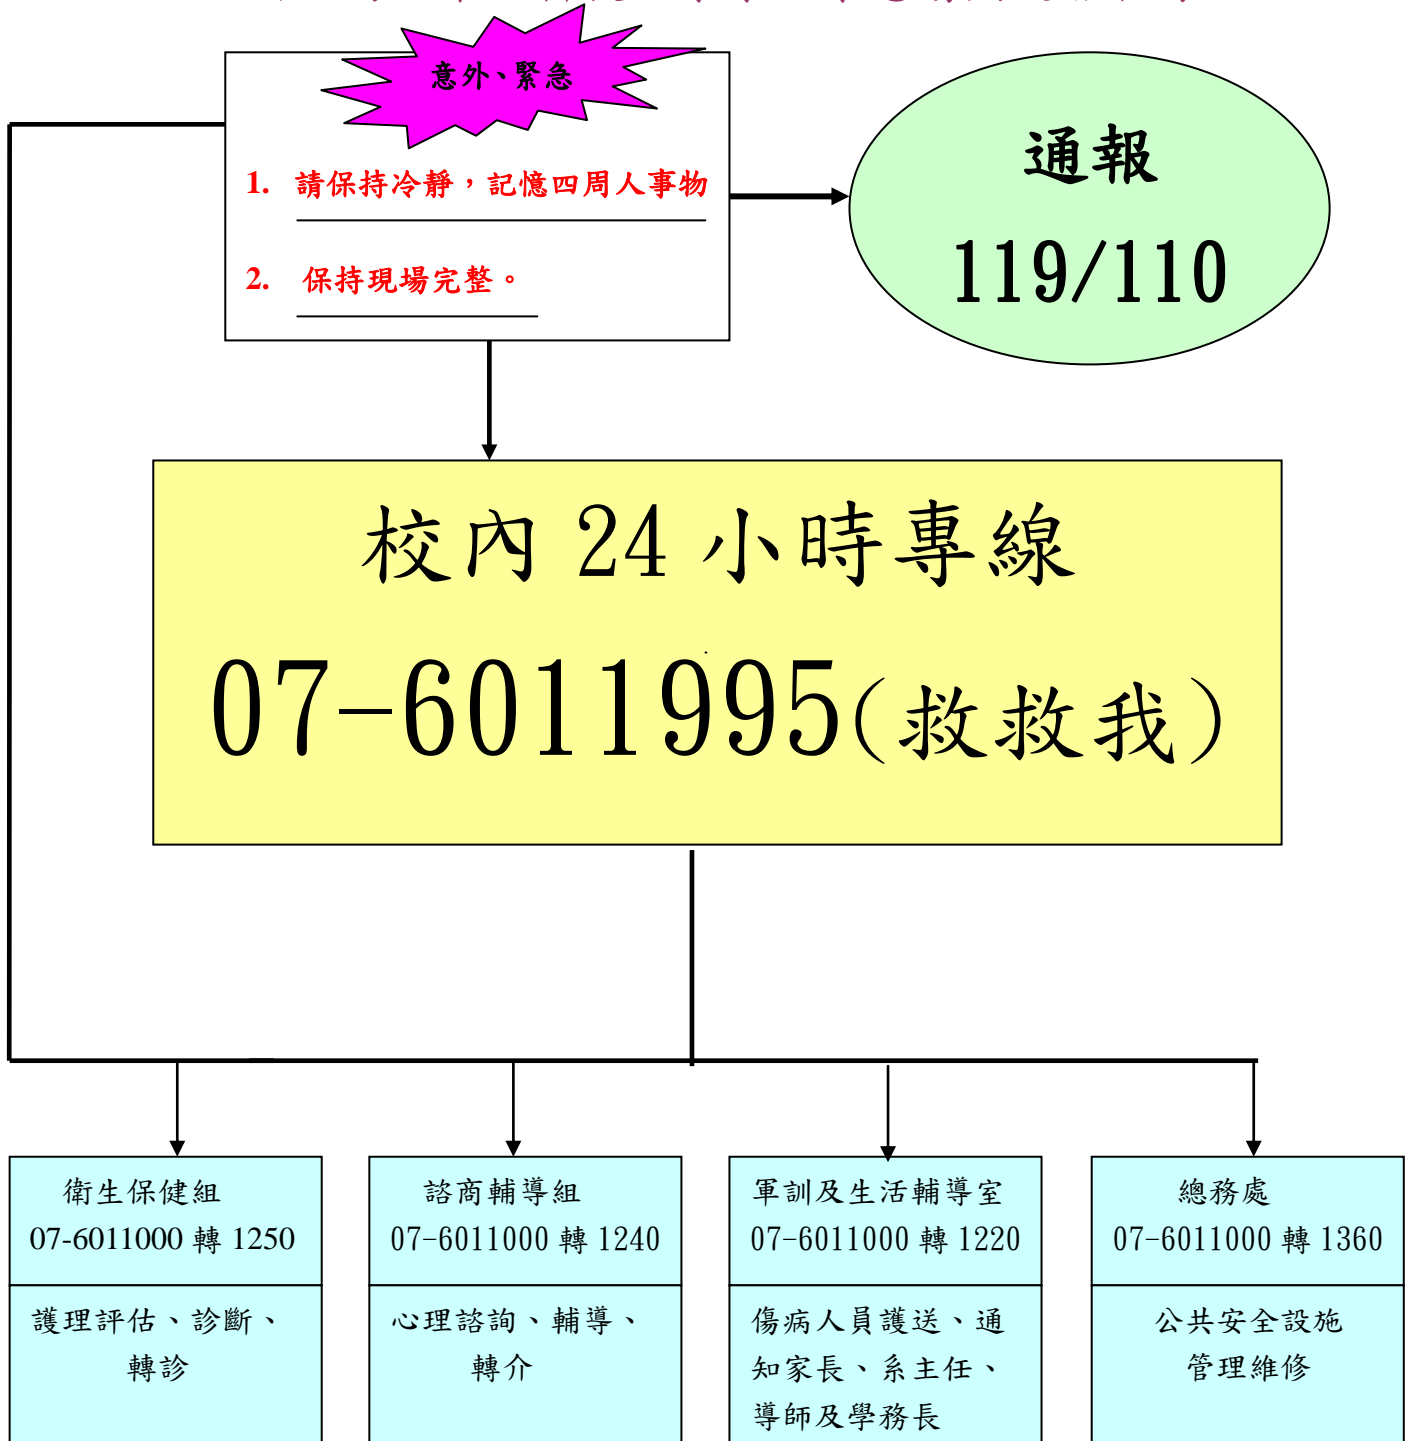 意外、緊急
1. 請保持冷靜，記憶四周人事物
2. 保持現場完整。
通報
119/110
校內 24 小時專線
07-6011995(救救我)
衛生保健組
07-6011000 轉 1250
護理評估、診斷、
轉診
諮商輔導組
07-6011000 轉 1240
心理諮詢、輔導、
轉介
軍訓及生活輔導室
07-6011000 轉 1220
傷病人員護送、通
知家長、系主任、
導師及學務長
總務處
07-6011000 轉 1360
公共安全設施
管理維修